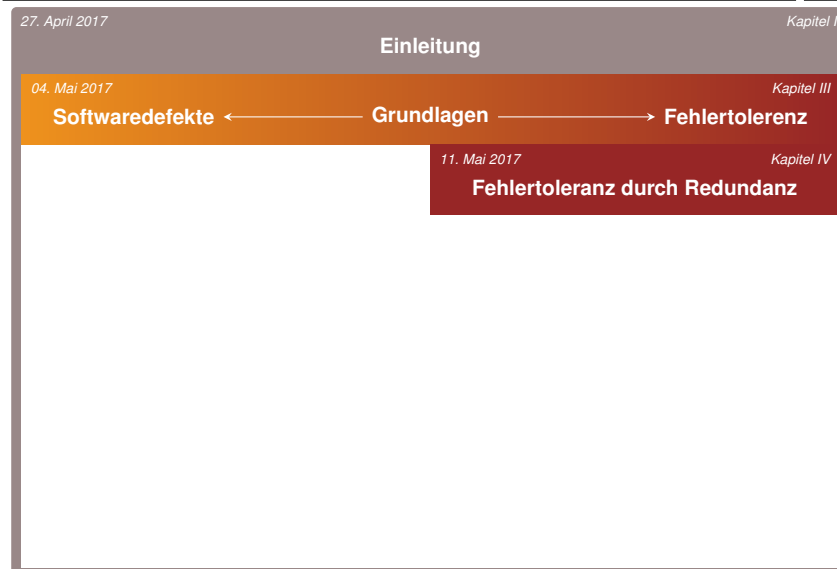 27. April 2017 Kapitel I
Einleitung
04. Mai 2017 Kapitel III
Softwaredefekte Grundlagen Fehlertolerenz
11. Mai 2017 Kapitel IV
Fehlertoleranz durch Redundanz